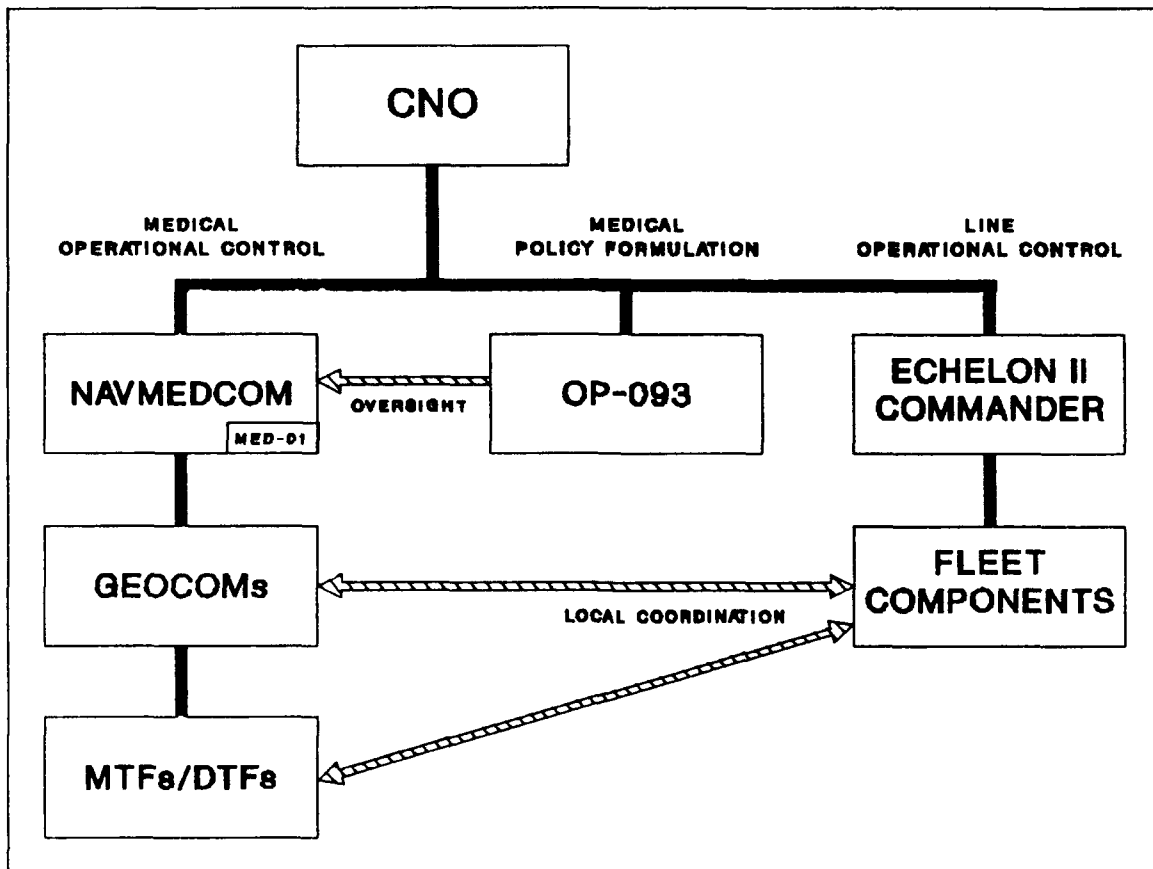 CNO
MEDICAL
OPERATIONAL CONTROL
MEDICAL
POLICY FORMULATION
LINE
OPERATIONAL CONTROL
NAVMEDCOM
MED-01
OVERSIGHT
OP-093
ECHELON II
COMMANDER
GEOCOMs
LOCAL COORDINATION
FLEET
COMPONENTS
MTFs/DTFs